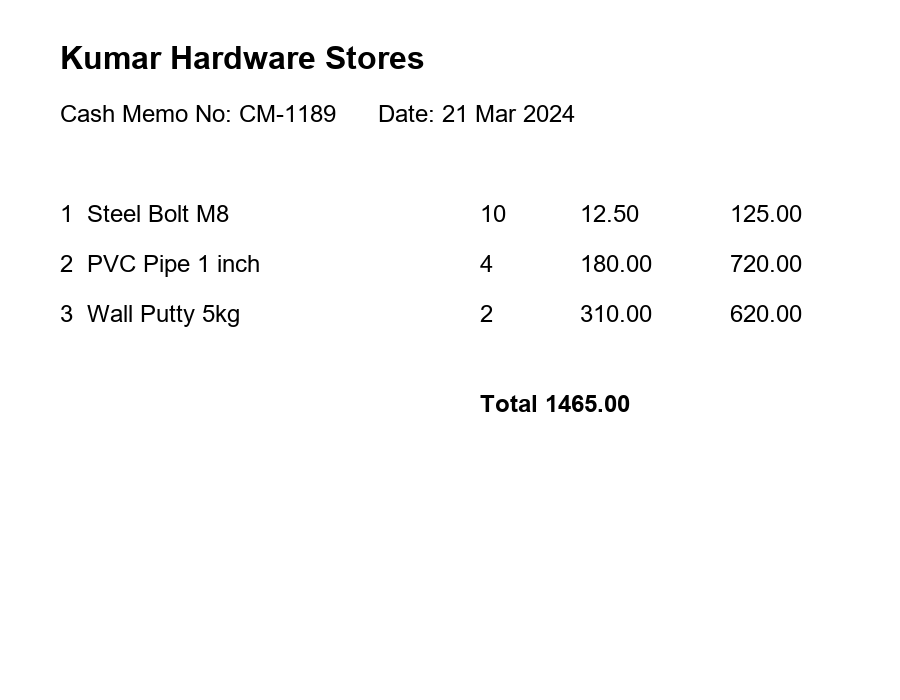 Kumar Hardware Stores
Cash Memo No: CM-1189 Date: 21 Mar 2024
1 Steel Bolt M8 10 12.50 125.00
2 PVC Pipe 1 inch 4 180.00 720.00
3 Wall Putty 5kg 2 310.00 620.00
Total 1465.00